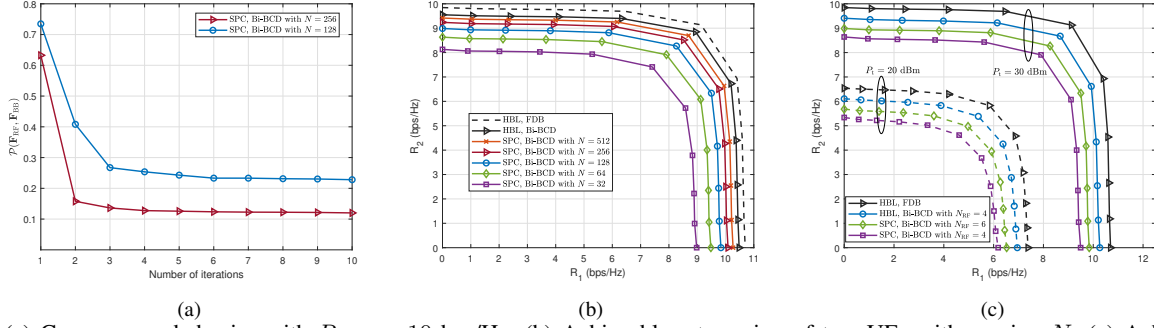 0.8
0.7
0.6
0.5
0.4
0.3
0.2
0.1
0
P(F_RF, F_BB)
SPC, Bi-BCD with N = 256
SPC, Bi-BCD with N = 128
1 2 3 4 5 6 7 8 9 10
Number of iterations
(a)
10
9
8
7
6
5
4
3
2
1
0
R_2 (bps/Hz)
HBL, FDB
HBL, Bi-BCD
SPC, Bi-BCD with N = 512
SPC, Bi-BCD with N = 256
SPC, Bi-BCD with N = 128
SPC, Bi-BCD with N = 64
SPC, Bi-BCD with N = 32
0 1 2 3 4 5 6 7 8 9 10 11
R_1 (bps/Hz)
(b)
10
9
8
7
6
5
4
3
2
1
0
R_2 (bps/Hz)
P_t = 20 dBm
P_t = 30 dBm
HBL, FDB
HBL, Bi-BCD with N_RF = 4
SPC, Bi-BCD with N_RF = 6
SPC, Bi-BCD with N_RF = 4
0 2 4 6 8 10 12
R_1 (bps/Hz)
(c)